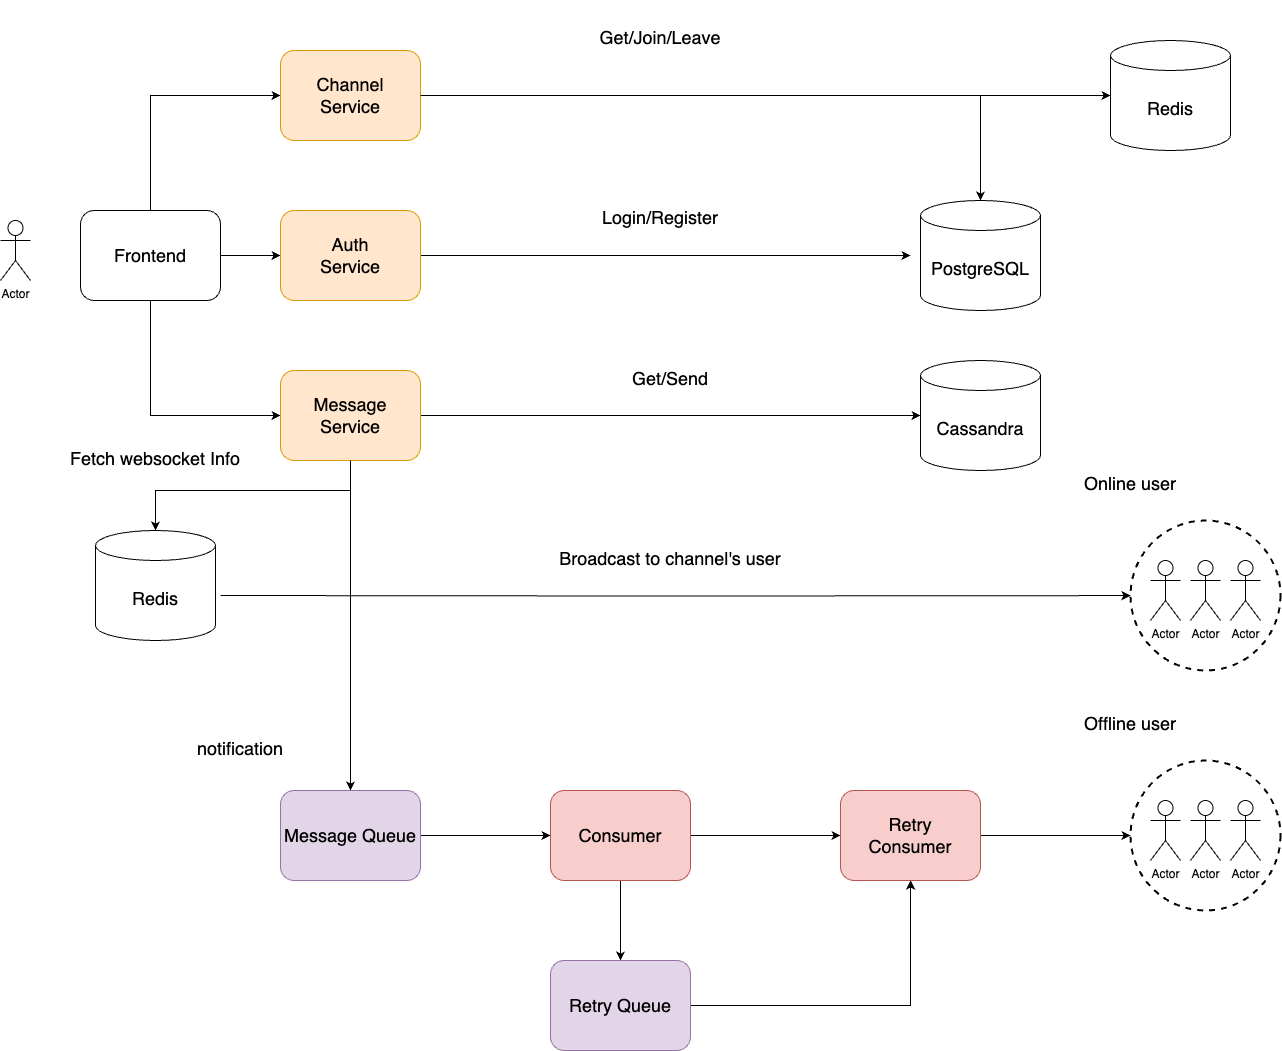 Get/Join/Leave
Channel
Service
Redis
Login/Register
Frontend
Auth
Service
PostgreSQL
Actor
Get/Send
Message
Service
Cassandra
Fetch websocket Info
Online user
Broadcast to channel's user
Redis
Actor
Actor
Actor
Offline user
notification
Message Queue
Consumer
Retry
Consumer
Actor
Actor
Actor
Retry Queue